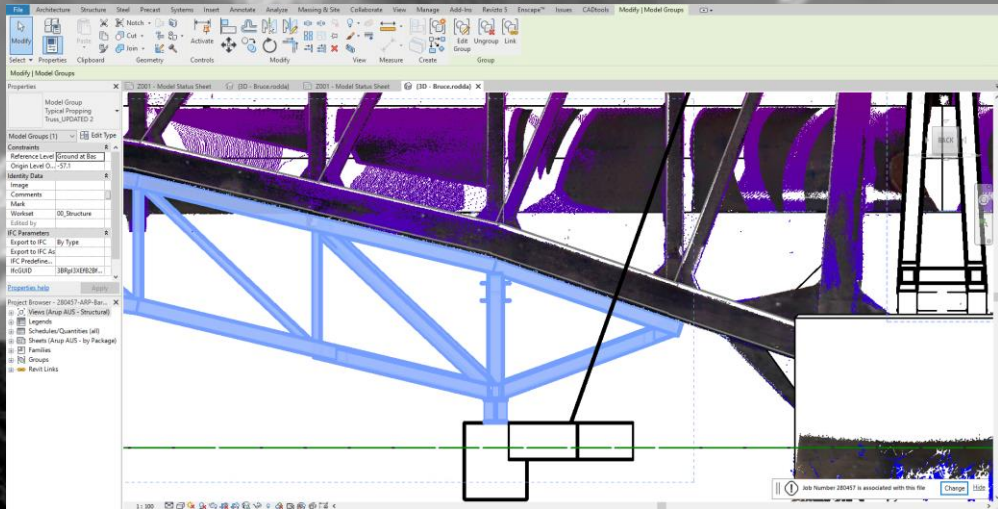 File Architecture Structure Steel Precast Systems Insert Annotate Analyze Massing & Site Collaborate View Manage Add-Ins Revizto 5 Enscape™ Issues CADtools Modify | Model Groups
Modify
Paste
Notch
Cut
Join
Activate
Edit Group
Ungroup
Link
Select Properties Clipboard Geometry Controls Modify View Measure Create Group
Modify | Model Groups
Properties
Z001 - Model Status Sheet
{3D - Bruce.rodda}
Z001 - Model Status Sheet
{3D - Bruce.rodda}
Model Group
Typical Propping
Truss_UPDATED 2
Model Groups (1)
Edit Type
Constraints
Reference Level Ground at Bas
Origin Level O... -57.1
Identity Data
Image
Comments
Mark
Workset 00_Structure
Edited by
IFC Parameters
Export to IFC By Type
Export to IFC As
IFC Predefine...
IfcGUID
Properties help
Apply
Project Browser - 280457-ARP-Bar...
Views (Arup AUS - Structural)
Legends
Schedules/Quantities (all)
Sheets (Arup AUS - by Package)
Families
Groups
Revit Links
BACK
Job Number 280457 is associated with this file
Change
Hide
1 : 100